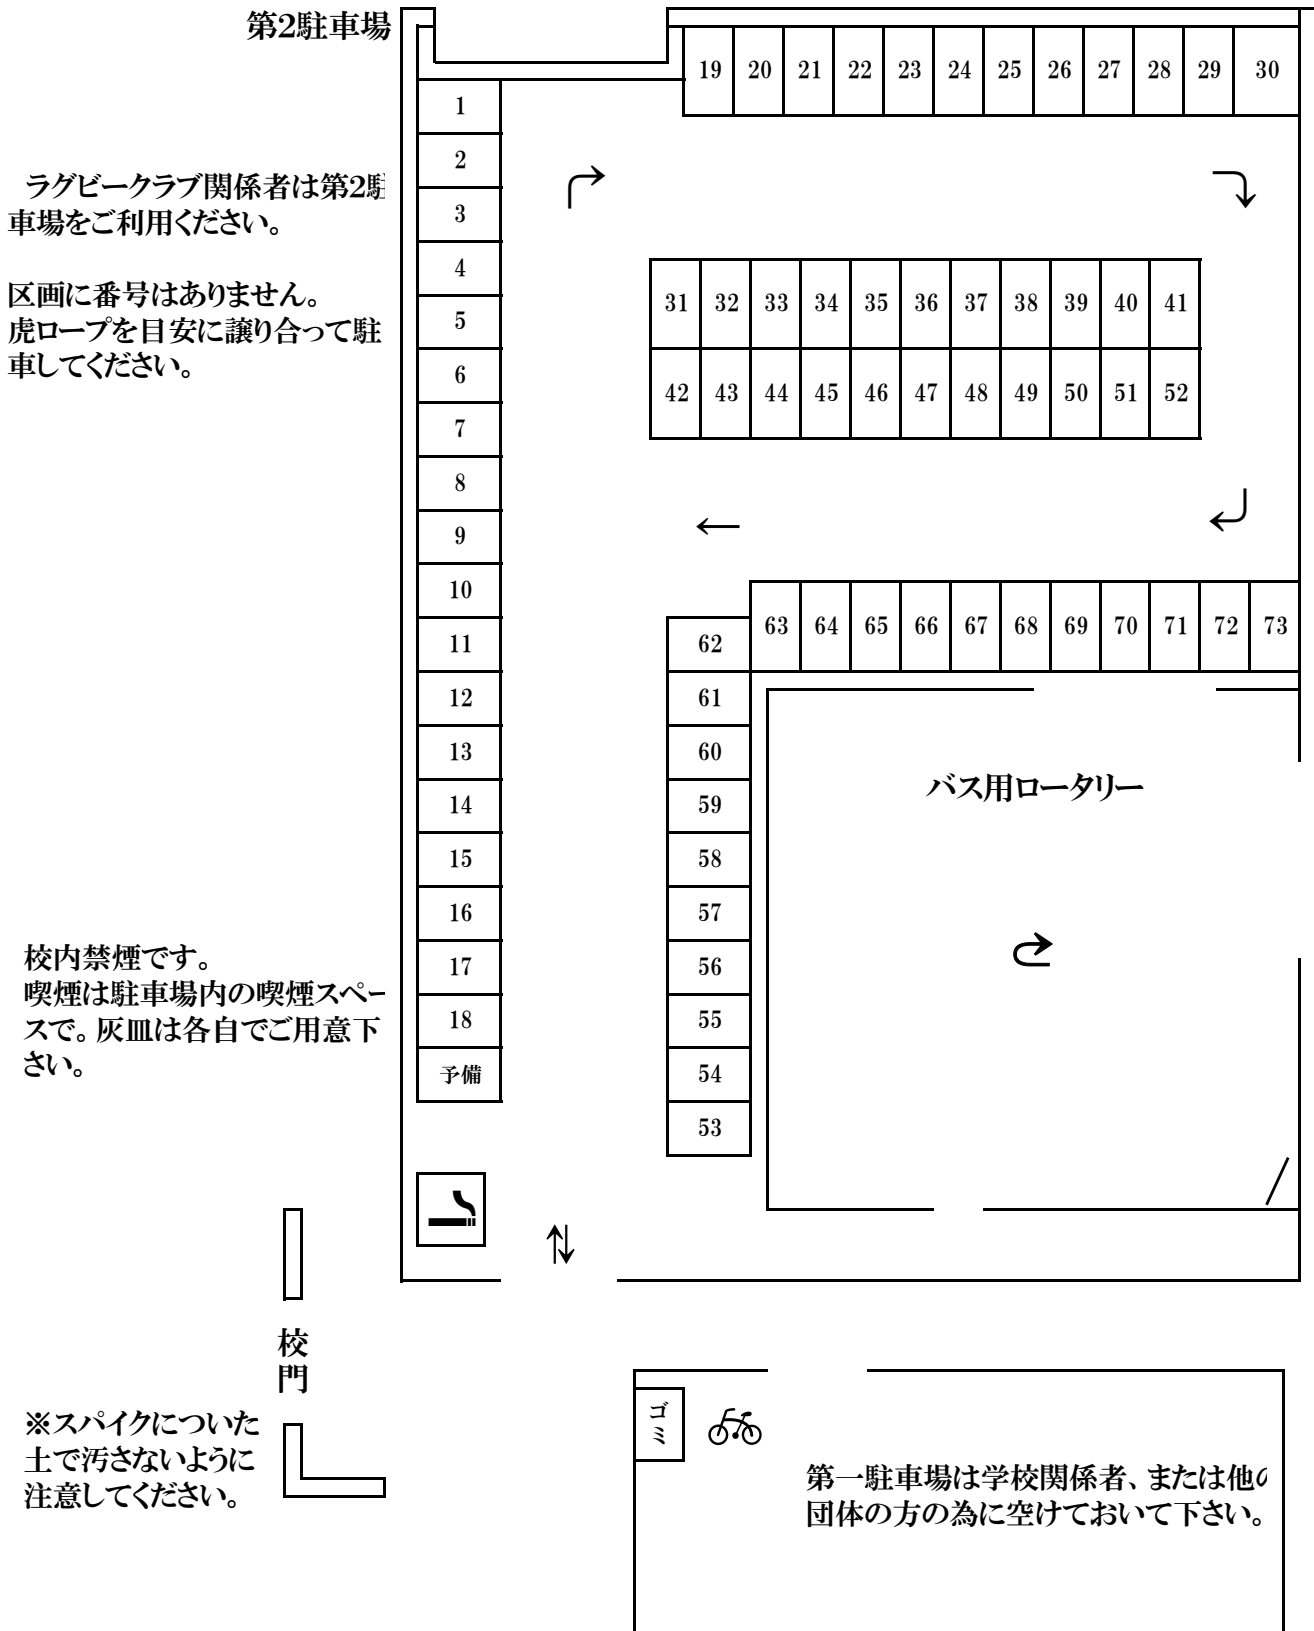 第2駐車場
19 20 21 22 23 24 25 26 27 28 29 30
1
2
3
4
5
6
7
8
9
10
11
12
13
14
15
16
17
18
予備
ラグビークラブ関係者は第2駐
車場をご利用ください。
区画に番号はありません。
虎ロープを目安に譲り合って駐
車してください。
31 32 33 34 35 36 37 38 39 40 41
42 43 44 45 46 47 48 49 50 51 52
63 64 65 66 67 68 69 70 71 72 73
62
61
60
59
58
57
56
55
54
53
バス用ロータリー
校内禁煙です。
喫煙は駐車場内の喫煙スペー
スで。灰皿は各自でご用意下
さい。
校
門
※スパイクについた
土で汚さないように
注意してください。
ゴミ
第一駐車場は学校関係者、または他の
団体の方の為に空けておいて下さい。